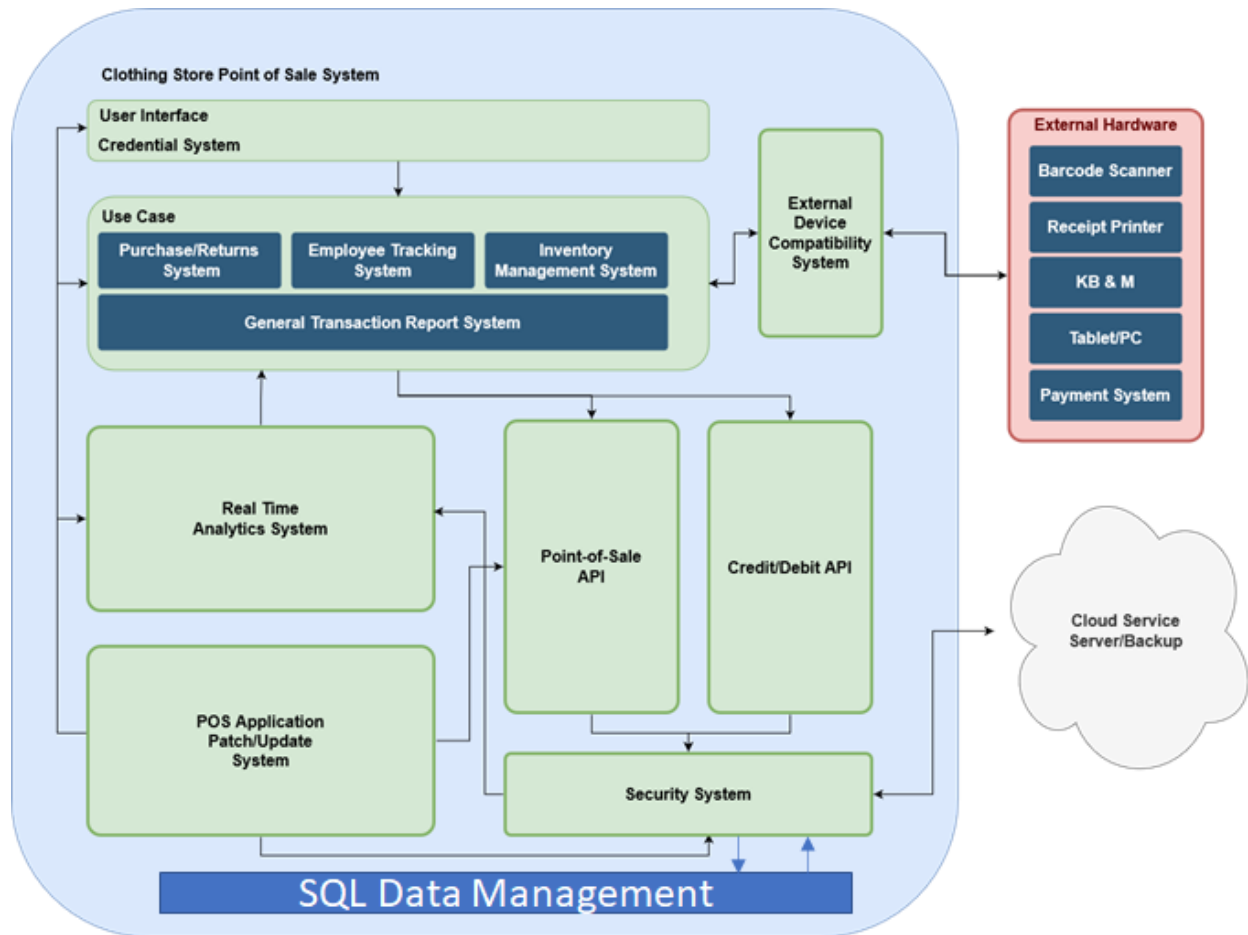 Clothing Store Point of Sale System
User Interface
Credential System
Use Case
Purchase/Returns
System
Employee Tracking
System
Inventory
Management System
General Transaction Report System
External
Device
Compatibility
System
External Hardware
Barcode Scanner
Receipt Printer
KB & M
Tablet/PC
Payment System
Real Time
Analytics System
Point-of-Sale
API
Credit/Debit API
Cloud Service
Server/Backup
POS Application
Patch/Update
System
Security System
SQL Data Management